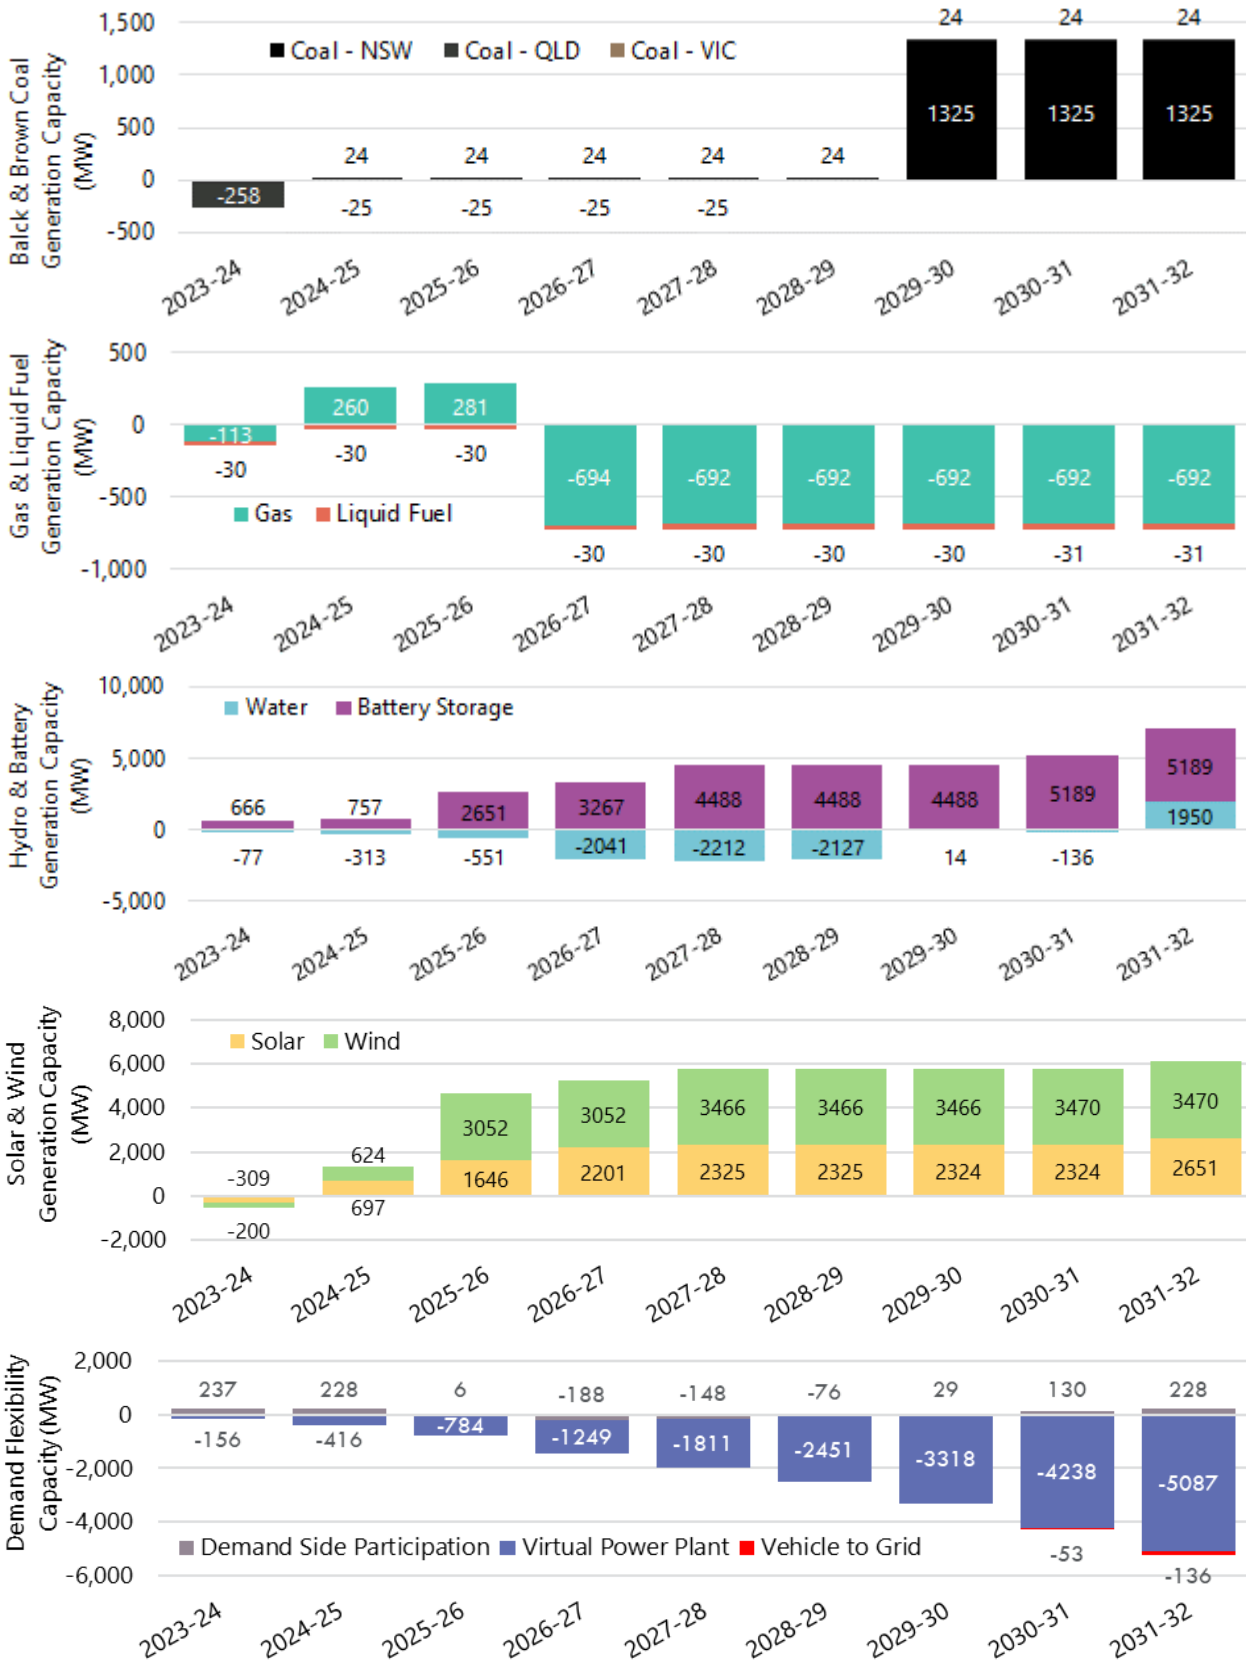 Balck & Brown Coal
Generation Capacity
(MW)
1,500
1,000
500
0
-500
Coal - NSW Coal - QLD Coal - VIC
24 24 24
1325 1325 1325
24 24 24 24 24
-258 -25 -25 -25 -25
2023-24 2024-25 2025-26 2026-27 2027-28 2028-29 2029-30 2030-31 2031-32
Gas & Liquid Fuel
Generation Capacity
(MW)
500
0
-500
-1,000
260 281
-113
-30 -30 -30
-694 -692 -692 -692 -692 -692
Gas Liquid Fuel
-30 -30 -30 -30 -31 -31
2023-24 2024-25 2025-26 2026-27 2027-28 2028-29 2029-30 2030-31 2031-32
Hydro & Battery
Generation Capacity
(MW)
10,000
5,000
0
-5,000
Water Battery Storage
666 757 2651 3267 4488 4488 4488 5189 5189
1950
-77 -313 -551 -2041 -2212 -2127 14 -136
2023-24 2024-25 2025-26 2026-27 2027-28 2028-29 2029-30 2030-31 2031-32
Solar & Wind
Generation Capacity
(MW)
8,000
6,000
4,000
2,000
0
-2,000
Solar Wind
-309 624 3052 3052 3466 3466 3466 3470 3470
-200 697 1646 2201 2325 2325 2324 2324 2651
2023-24 2024-25 2025-26 2026-27 2027-28 2028-29 2029-30 2030-31 2031-32
Demand Flexibility
Capacity (MW)
2,000
0
-2,000
-4,000
-6,000
237 228 6 -188 -148 -76 29 130 228
-156 -416 -784 -1249 -1811 -2451 -3318 -4238 -5087
Demand Side Participation Virtual Power Plant Vehicle to Grid
-53 -136
2023-24 2024-25 2025-26 2026-27 2027-28 2028-29 2029-30 2030-31 2031-32